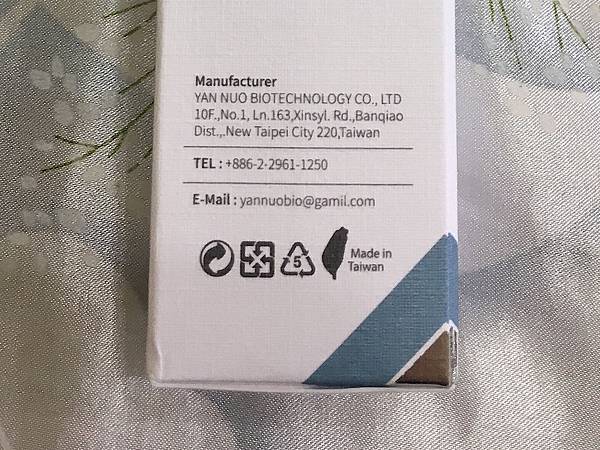 Manufacturer
YAN NUO BIOTECHNOLOGY CO., LTD
10F.,No.1, Ln.163,Xinsyl. Rd.,Banqiao
Dist.,.New Taipei City 220,Taiwan
TEL : +886-2-2961-1250
E-Mail : yannuobio@gamil.com
5
Made in
Taiwan